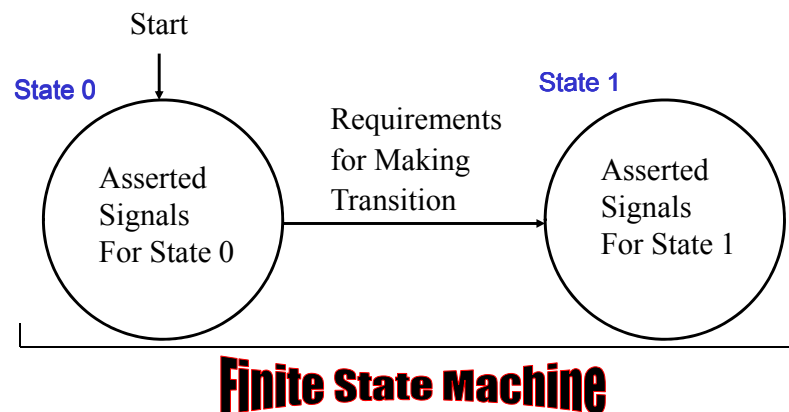 Start
State 0
State 1
Requirements
for Making
Transition
Asserted
Signals
For State 0
Asserted
Signals
For State 1
Finite State Machine